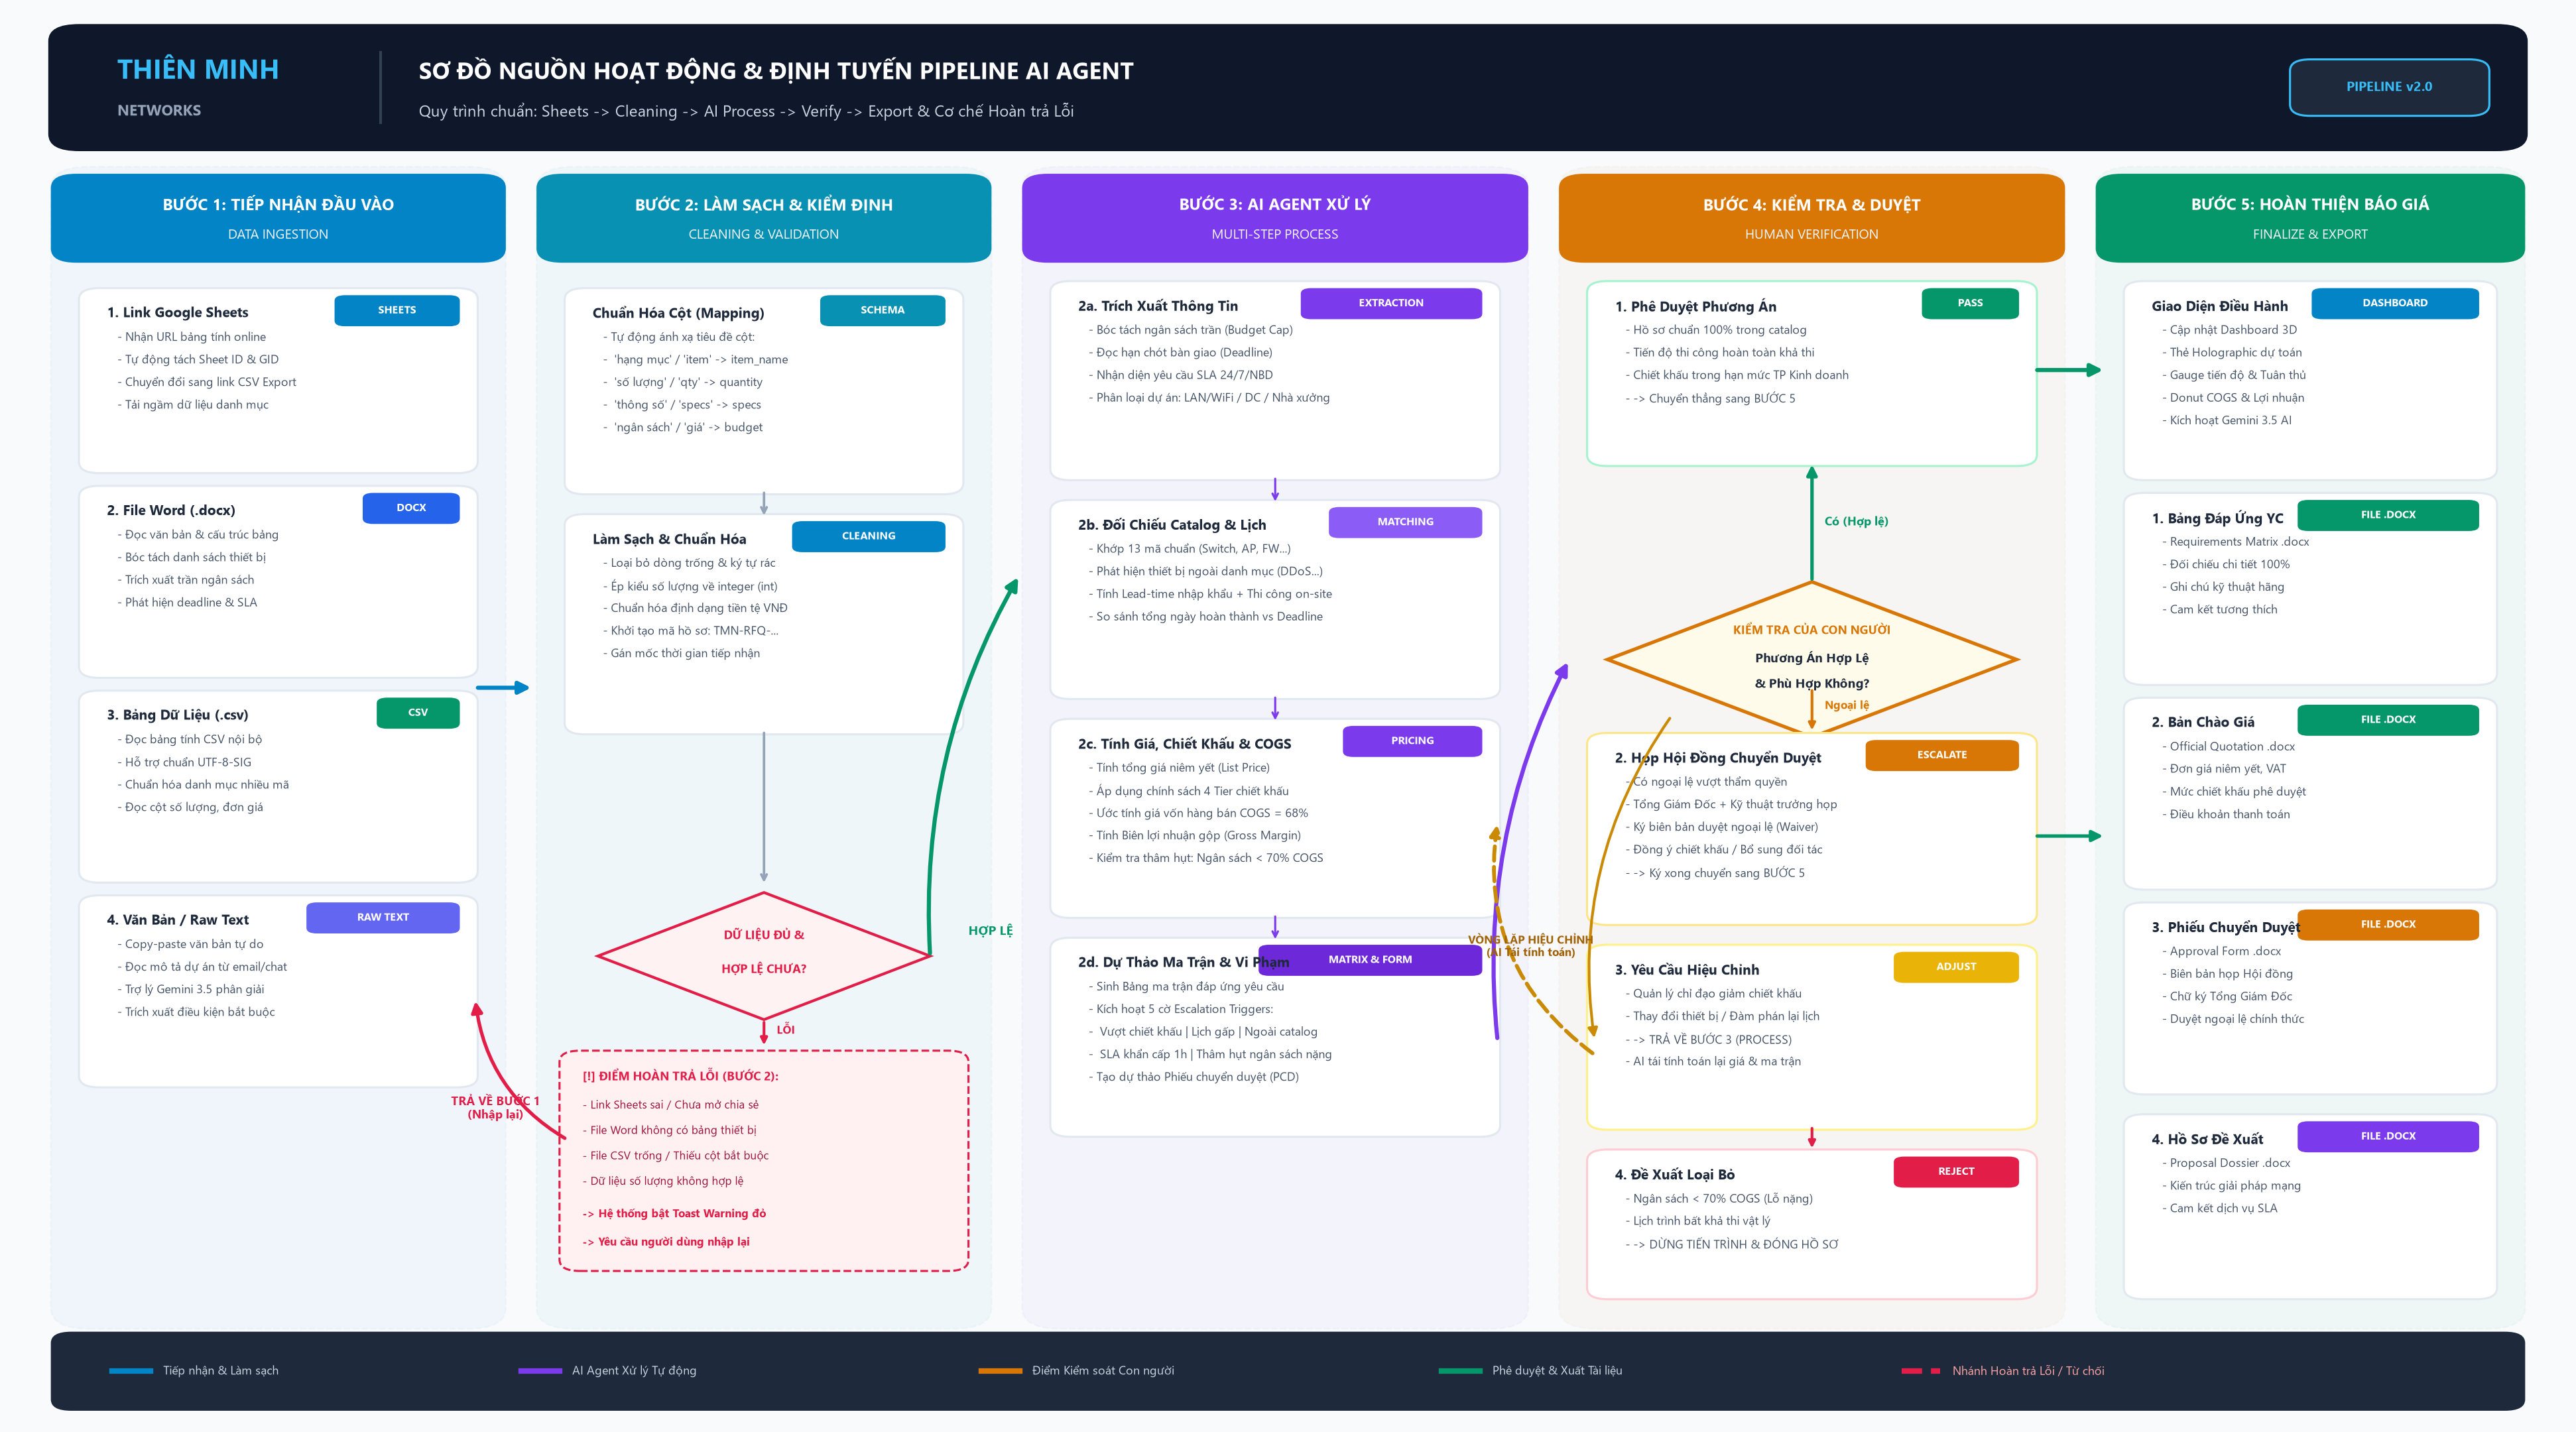 THIÊN MINH
NETWORKS
SƠ ĐỒ NGUỒN HOẠT ĐỘNG & ĐỊNH TUYẾN PIPELINE AI AGENT
Quy trình chuẩn: Sheets -> Cleaning -> AI Process -> Verify -> Export & Cơ chế Hoàn trả Lỗi
PIPELINE v2.0
BƯỚC 1: TIẾP NHẬN ĐẦU VÀO
DATA INGESTION
1. Link Google Sheets
SHEETS
- Nhận URL bảng tính online
- Tự động tách Sheet ID & GID
- Chuyển đổi sang link CSV Export
- Tải ngầm dữ liệu danh mục
2. File Word (.docx)
DOCX
- Đọc văn bản & cấu trúc bảng
- Bóc tách danh sách thiết bị
- Trích xuất trần ngân sách
- Phát hiện deadline & SLA
3. Bảng Dữ Liệu (.csv)
CSV
- Đọc bảng tính CSV nội bộ
- Hỗ trợ chuẩn UTF-8-SIG
- Chuẩn hóa danh mục nhiều mã
- Đọc cột số lượng, đơn giá
4. Văn Bản / Raw Text
RAW TEXT
- Copy-paste văn bản tự do
- Đọc mô tả dự án từ email/chat
- Trợ lý Gemini 3.5 phân giải
- Trích xuất điều kiện bắt buộc
TRẢ VỀ BƯỚC 1
(Nhập lại)
BƯỚC 2: LÀM SẠCH & KIỂM ĐỊNH
CLEANING & VALIDATION
Chuẩn Hóa Cột (Mapping)
SCHEMA
- Tự động ánh xạ tiêu đề cột:
- 'hạng mục' / 'item' -> item_name
- 'số lượng' / 'qty' -> quantity
- 'thông số' / 'specs' -> specs
- 'ngân sách' / 'giá' -> budget
Làm Sạch & Chuẩn Hóa
CLEANING
- Loại bỏ dòng trống & ký tự rác
- Ép kiểu số lượng về integer (int)
- Chuẩn hóa định dạng tiền tệ VNĐ
- Khởi tạo mã hồ sơ: TMN-RFQ-...
- Gán mốc thời gian tiếp nhận
DỮ LIỆU ĐỦ &
HỢP LỆ CHƯA?
HỢP LỆ
LỖI
[!] ĐIỂM HOÀN TRẢ LỖI (BƯỚC 2):
- Link Sheets sai / Chưa mở chia sẻ
- File Word không có bảng thiết bị
- File CSV trống / Thiếu cột bắt buộc
- Dữ liệu số lượng không hợp lệ
-> Hệ thống bật Toast Warning đỏ
-> Yêu cầu người dùng nhập lại
BƯỚC 3: AI AGENT XỬ LÝ
MULTI-STEP PROCESS
2a. Trích Xuất Thông Tin
EXTRACTION
- Bóc tách ngân sách trần (Budget Cap)
- Đọc hạn chót bàn giao (Deadline)
- Nhận diện yêu cầu SLA 24/7/NBD
- Phân loại dự án: LAN/WiFi / DC / Nhà xưởng
2b. Đối Chiếu Catalog & Lịch
MATCHING
- Khớp 13 mã chuẩn (Switch, AP, FW...)
- Phát hiện thiết bị ngoài danh mục (DDoS...)
- Tính Lead-time nhập khẩu + Thi công on-site
- So sánh tổng ngày hoàn thành vs Deadline
2c. Tính Giá, Chiết Khấu & COGS
PRICING
- Tính tổng giá niêm yết (List Price)
- Áp dụng chính sách 4 Tier chiết khấu
- Ước tính giá vốn hàng bán COGS = 68%
- Tính Biên lợi nhuận gộp (Gross Margin)
- Kiểm tra thâm hụt: Ngân sách < 70% COGS
2d. Dự Thảo Ma Trận & Vi Phạm
MATRIX & FORM
- Sinh Bảng ma trận đáp ứng yêu cầu
- Kích hoạt 5 cờ Escalation Triggers:
- Vượt chiết khấu | Lịch gấp | Ngoài catalog
- SLA khẩn cấp 1h | Thâm hụt ngân sách nặng
- Tạo dự thảo Phiếu chuyển duyệt (PCD)
VÒNG LẶP HIỆU CHỈNH
(AI Tái tính toán)
BƯỚC 4: KIỂM TRA & DUYỆT
HUMAN VERIFICATION
1. Phê Duyệt Phương Án
PASS
- Hồ sơ chuẩn 100% trong catalog
- Tiến độ thi công hoàn toàn khả thi
- Chiết khấu trong hạn mức TP Kinh doanh
- -> Chuyển thẳng sang BƯỚC 5
Có (Hợp lệ)
KIỂM TRA CỦA CON NGƯỜI
Phương Án Hợp Lệ
& Phù Hợp Không?
Ngoại lệ
2. Họp Hội Đồng Chuyển Duyệt
ESCALATE
- Có ngoại lệ vượt thẩm quyền
- Tổng Giám Đốc + Kỹ thuật trưởng họp
- Ký biên bản duyệt ngoại lệ (Waiver)
- Đồng ý chiết khấu / Bổ sung đối tác
- -> Ký xong chuyển sang BƯỚC 5
3. Yêu Cầu Hiệu Chỉnh
ADJUST
- Quản lý chỉ đạo giảm chiết khấu
- Thay đổi thiết bị / Đàm phán lại lịch
- -> TRẢ VỀ BƯỚC 3 (PROCESS)
- AI tái tính toán lại giá & ma trận
4. Đề Xuất Loại Bỏ
REJECT
- Ngân sách < 70% COGS (Lỗ nặng)
- Lịch trình bất khả thi vật lý
- -> DỪNG TIẾN TRÌNH & ĐÓNG HỒ SƠ
BƯỚC 5: HOÀN THIỆN BÁO GIÁ
FINALIZE & EXPORT
Giao Diện Điều Hành
DASHBOARD
- Cập nhật Dashboard 3D
- Thẻ Holographic dự toán
- Gauge tiến độ & Tuân thủ
- Donut COGS & Lợi nhuận
- Kích hoạt Gemini 3.5 AI
1. Bảng Đáp Ứng YC
FILE .DOCX
- Requirements Matrix .docx
- Đối chiếu chi tiết 100%
- Ghi chú kỹ thuật hãng
- Cam kết tương thích
2. Bản Chào Giá
FILE .DOCX
- Official Quotation .docx
- Đơn giá niêm yết, VAT
- Mức chiết khấu phê duyệt
- Điều khoản thanh toán
3. Phiếu Chuyển Duyệt
FILE .DOCX
- Approval Form .docx
- Biên bản họp Hội đồng
- Chữ ký Tổng Giám Đốc
- Duyệt ngoại lệ chính thức
4. Hồ Sơ Đề Xuất
FILE .DOCX
- Proposal Dossier .docx
- Kiến trúc giải pháp mạng
- Cam kết dịch vụ SLA
Tiếp nhận & Làm sạch
AI Agent Xử lý Tự động
Điểm Kiểm soát Con người
Phê duyệt & Xuất Tài liệu
Nhánh Hoàn trả Lỗi / Từ chối